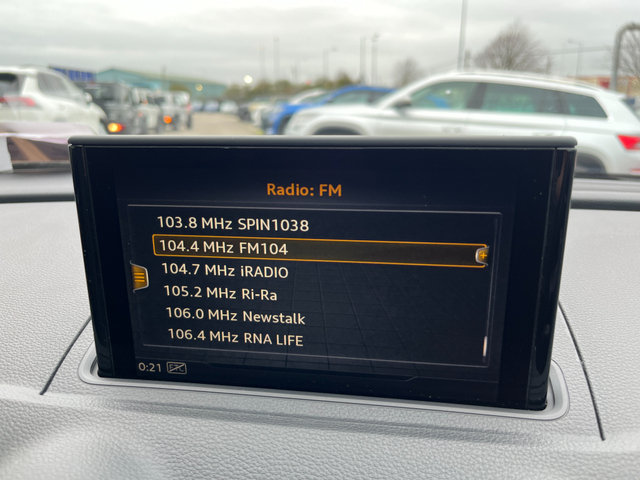 Radio: FM
103.8 MHz SPIN1038
104.4 MHz FM104
104.7 MHz iRADIO
105.2 MHz Ri-Ra
106.0 MHz Newstalk
106.4 MHz RNA LIFE
0:21